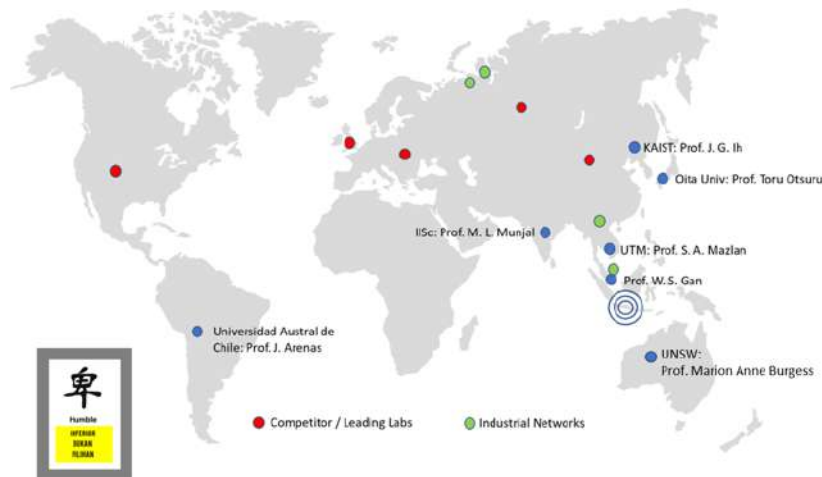 KAIST: Prof. J. G. Ih
Oita Univ: Prof. Toru Otsuru
IISc: Prof. M. L. Munjal
UTM: Prof. S. A. Mazlan
Prof. W.S. Gan
Universidad Austral de
Chile: Prof. J. Arenas
UNSW:
Prof. Marion Anne Burgess
卑
Humble
BUKAN
PILIHAN
Competitor / Leading Labs
Industrial Networks